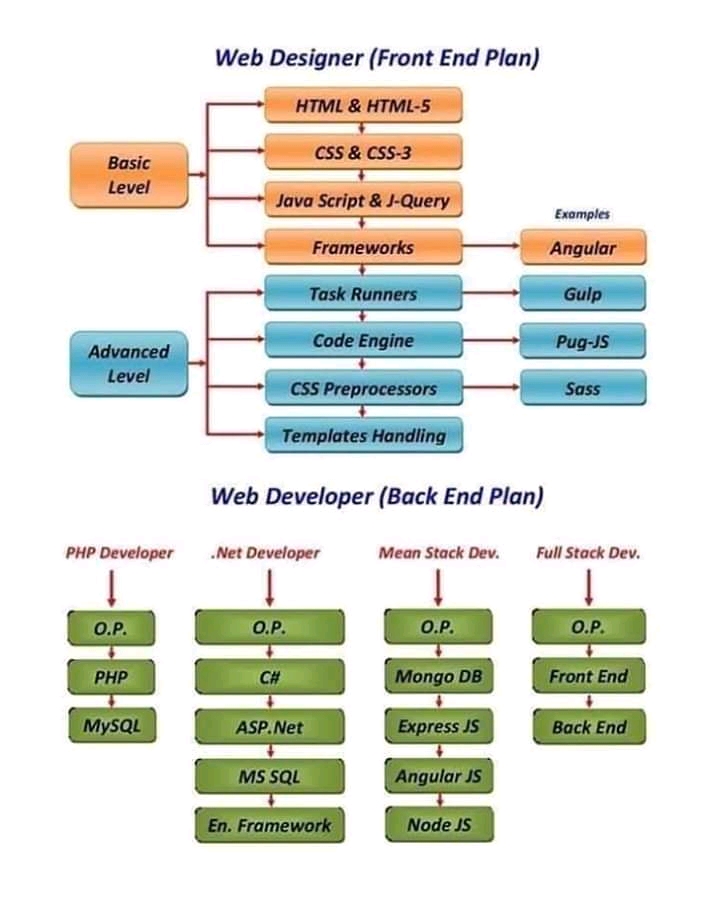 Web Designer (Front End Plan)
HTML & HTML-5
CSS & CSS-3
Basic
Level
Java Script & J-Query
Examples
Frameworks
Angular
Task Runners
Gulp
Code Engine
Pug-JS
Advanced
Level
CSS Preprocessors
Sass
Templates Handling
Web Developer (Back End Plan)
PHP Developer
O.P.
PHP
MySQL
.Net Developer
O.P.
C#
ASP.Net
MS SQL
En. Framework
Mean Stack Dev.
O.P.
Mongo DB
Express JS
Angular JS
Node JS
Full Stack Dev.
O.P.
Front End
Back End